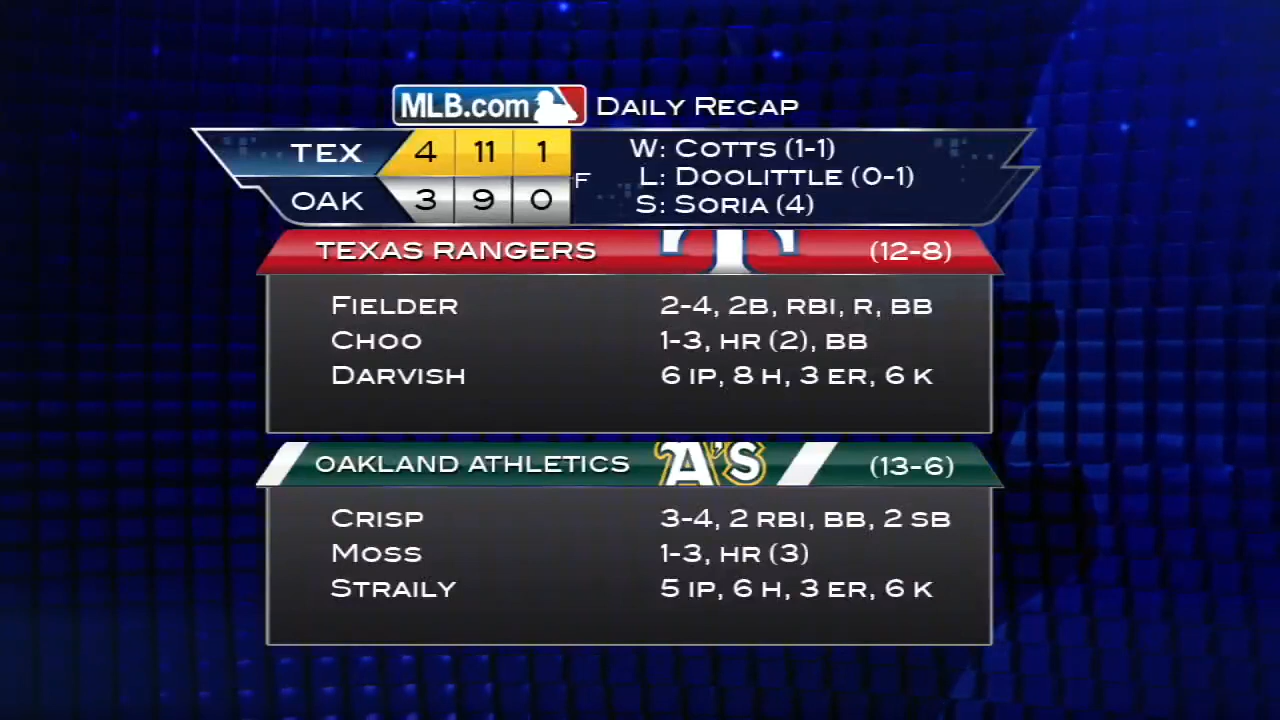 MLB.com Daily Recap
TEX 4 11 1
OAK 3 9 0
F
W: Cotts (1-1)
L: Doolittle (0-1)
S: Soria (4)
TEXAS RANGERS T (12-8)
Fielder 2-4, 2B, RBI, R, BB
Choo 1-3, HR (2), BB
Darvish 6 IP, 8 H, 3 ER, 6 K
OAKLAND ATHLETICS A's (13-6)
Crisp 3-4, 2 RBI, BB, 2 SB
Moss 1-3, HR (3)
Straily 5 IP, 6 H, 3 ER, 6 K